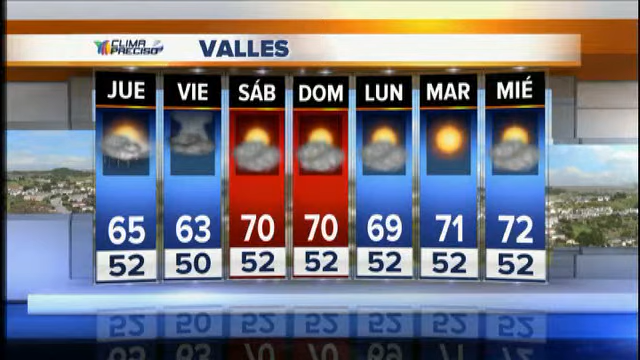 CLIMA
PRECISO
VALLES
JUE VIE SÁB DOM LUN MAR MIÉ
65 63 70 70 69 71 72
52 50 52 52 52 52 52